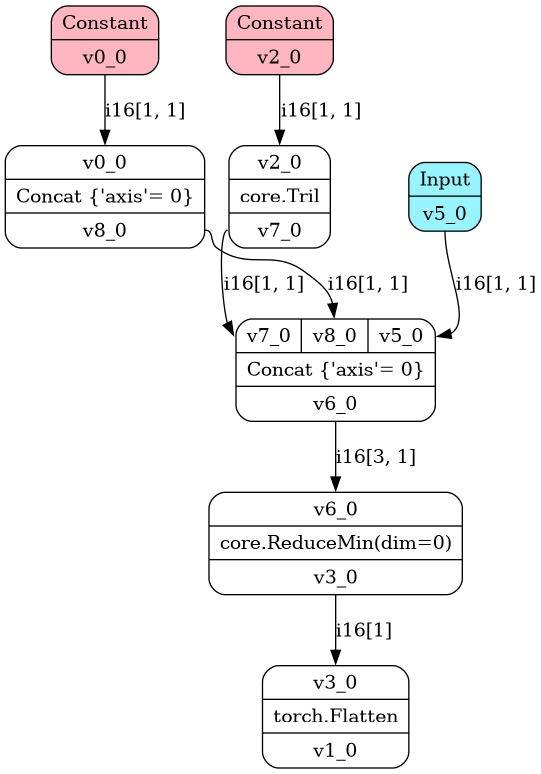 Constant
v0_0
Constant
v2_0
i16[1, 1]
i16[1, 1]
v0_0
Concat {'axis'= 0}
v8_0
v2_0
core.Tril
v7_0
Input
v5_0
i16[1, 1]
i16[1, 1]
i16[1, 1]
v7_0 v8_0 v5_0
Concat {'axis'= 0}
v6_0
i16[3, 1]
v6_0
core.ReduceMin(dim=0)
v3_0
i16[1]
v3_0
torch.Flatten
v1_0